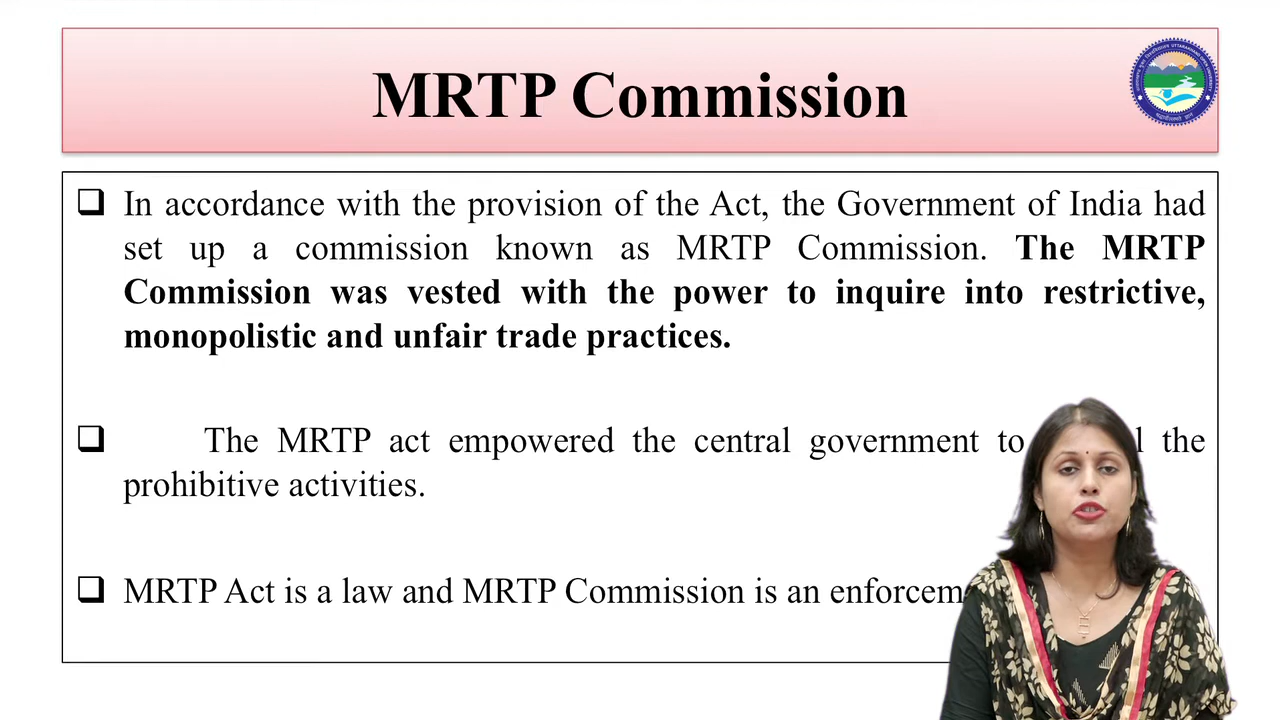 MRTP Commission
In accordance with the provision of the Act, the Government of India had
set up a commission known as MRTP Commission. The MRTP
Commission was vested with the power to inquire into restrictive,
monopolistic and unfair trade practices.
The MRTP act empowered the central government to the
prohibitive activities.
MRTP Act is a law and MRTP Commission is an